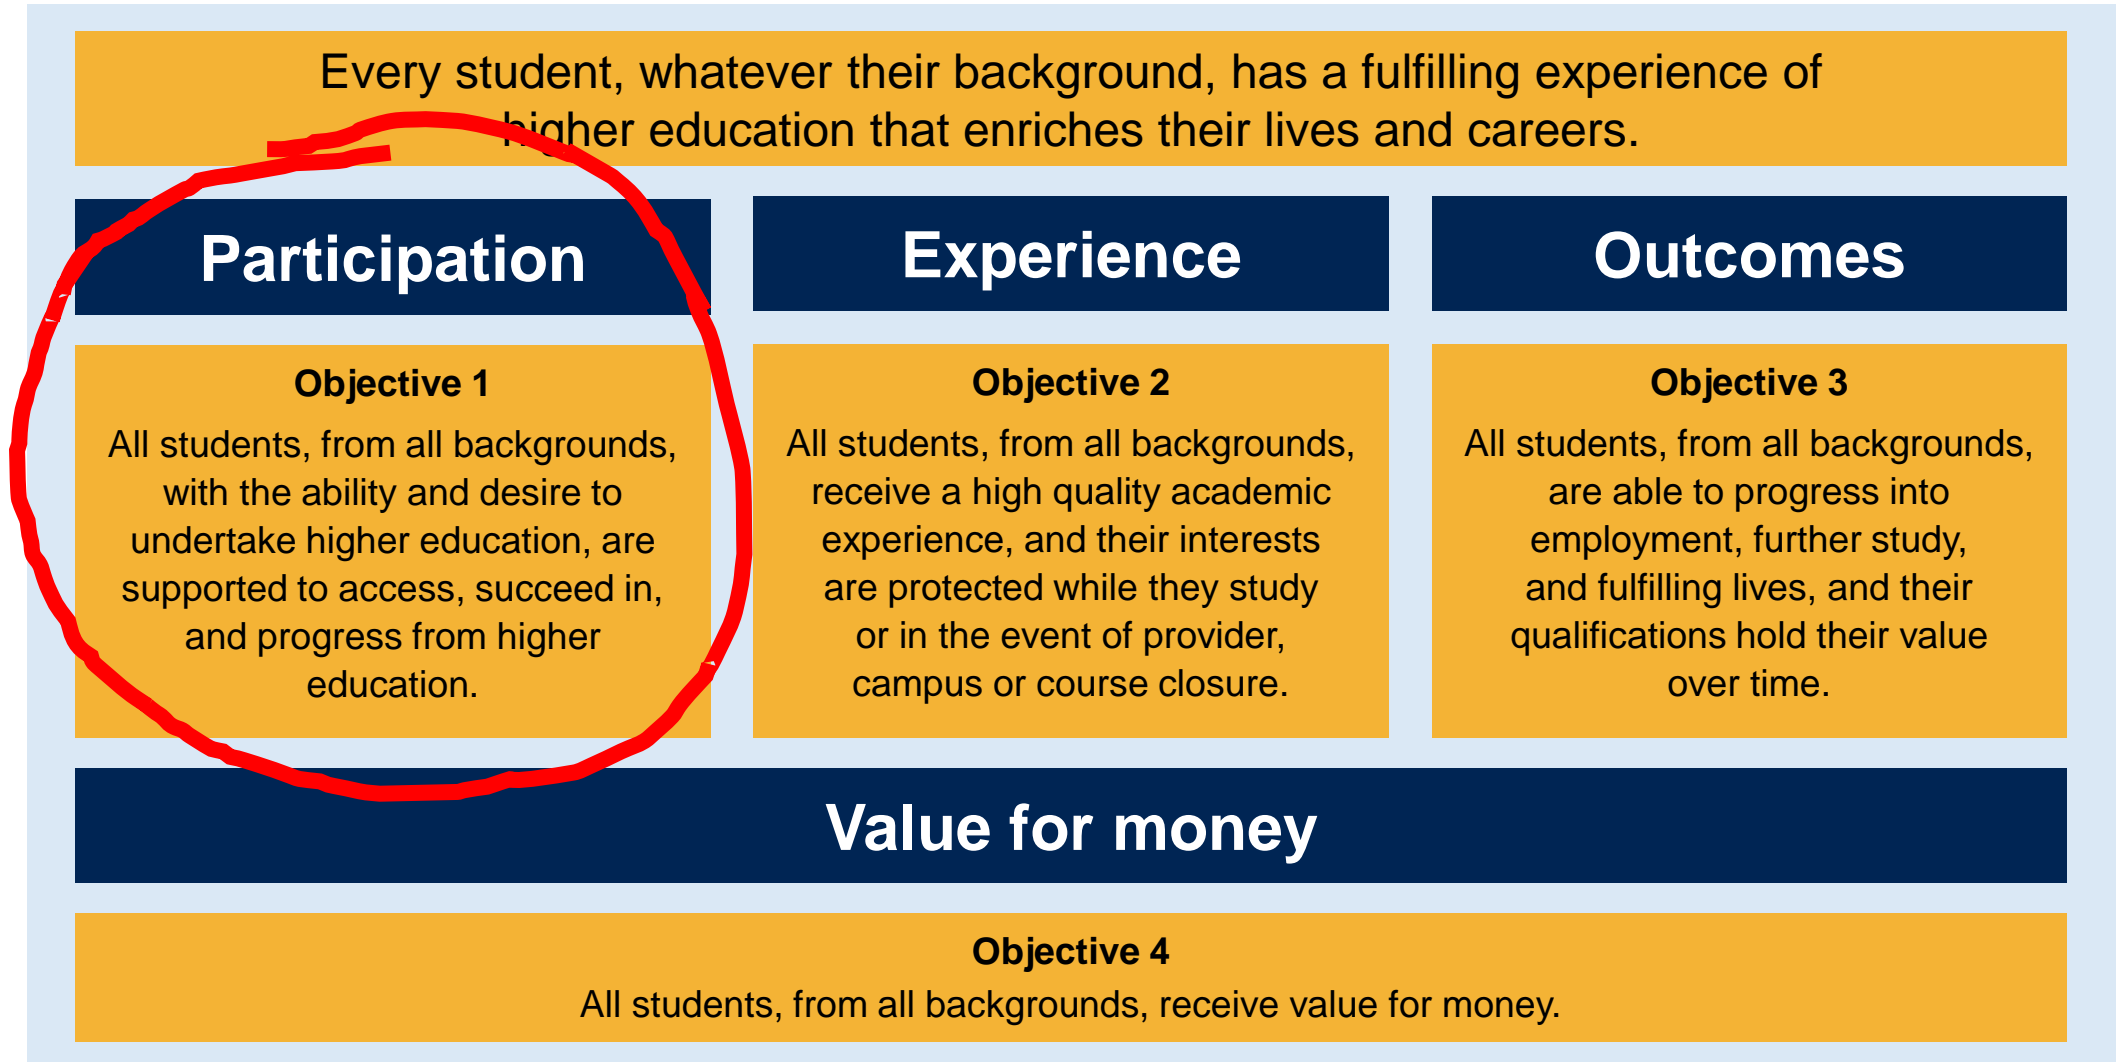 Every student, whatever their background, has a fulfilling experience of
higher education that enriches their lives and careers.
Participation
Objective 1
All students, from all backgrounds,
with the ability and desire to
undertake higher education, are
supported to access, succeed in,
and progress from higher
education.
Experience
Objective 2
All students, from all backgrounds,
receive a high quality academic
experience, and their interests
are protected while they study
or in the event of provider,
campus or course closure.
Outcomes
Objective 3
All students, from all backgrounds,
are able to progress into
employment, further study,
and fulfilling lives, and their
qualifications hold their value
over time.
Value for money
Objective 4
All students, from all backgrounds, receive value for money.